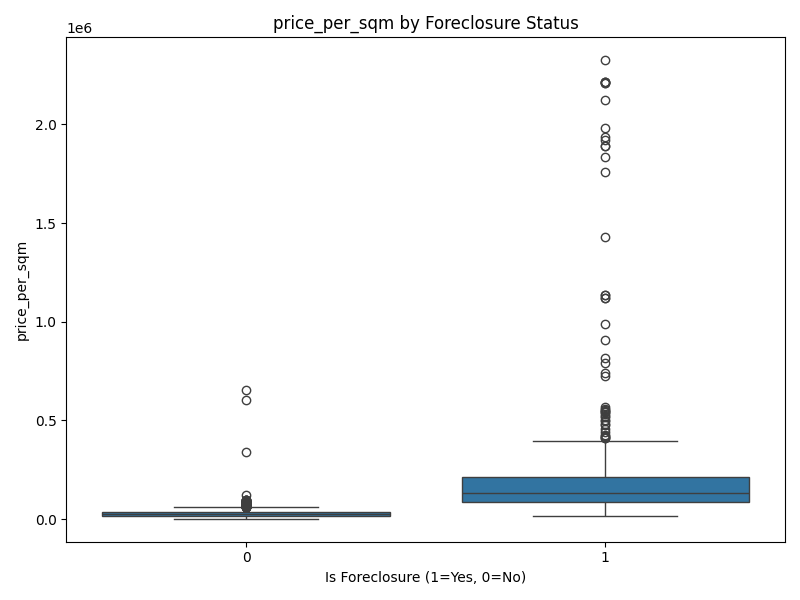 price_per_sqm by Foreclosure Status
1e6
2.0
1.5
1.0
0.5
0.0
price_per_sqm
0 1
Is Foreclosure (1=Yes, 0=No)